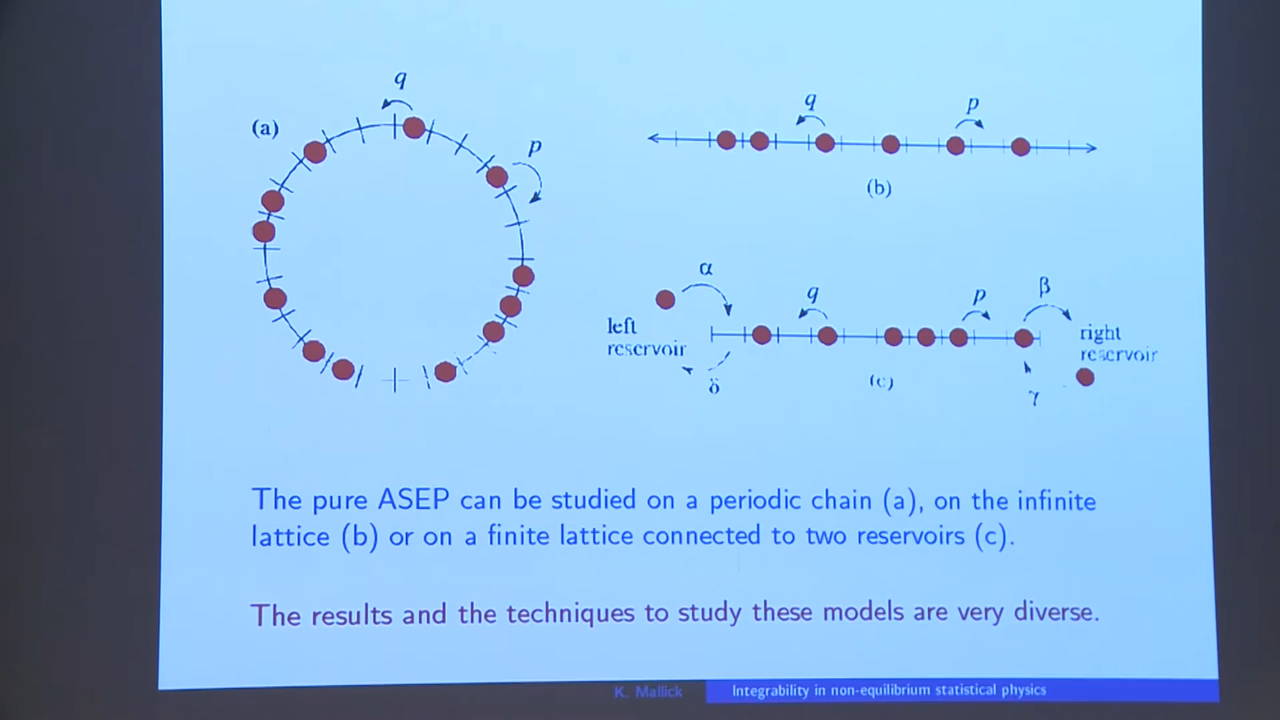 q
(a)
p
q
p
(b)
α
q
p
β
left
reservoir
right
reservoir
δ
(c)
γ
The pure ASEP can be studied on a periodic chain (a), on the infinite
lattice (b) or on a finite lattice connected to two reservoirs (c).
The results and the techniques to study these models are very diverse.
K. Mallick
Integrability in non-equilibrium statistical physics